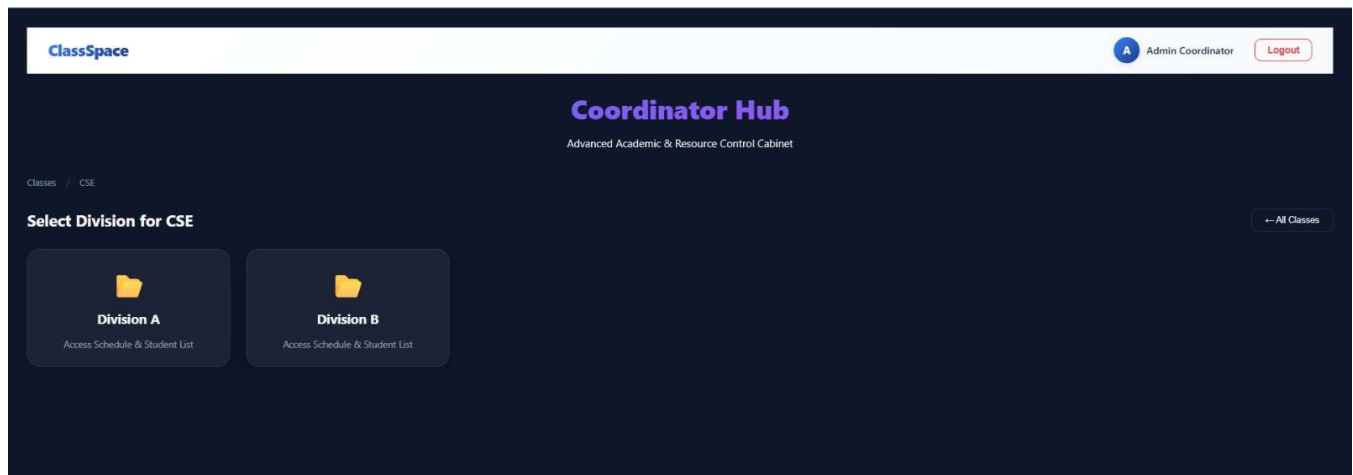 ClassSpace
A Admin Coordinator Logout
Coordinator Hub
Advanced Academic & Resource Control Cabinet
Classes / CSE
Select Division for CSE
← All Classes
Division A
Access Schedule & Student List
Division B
Access Schedule & Student List